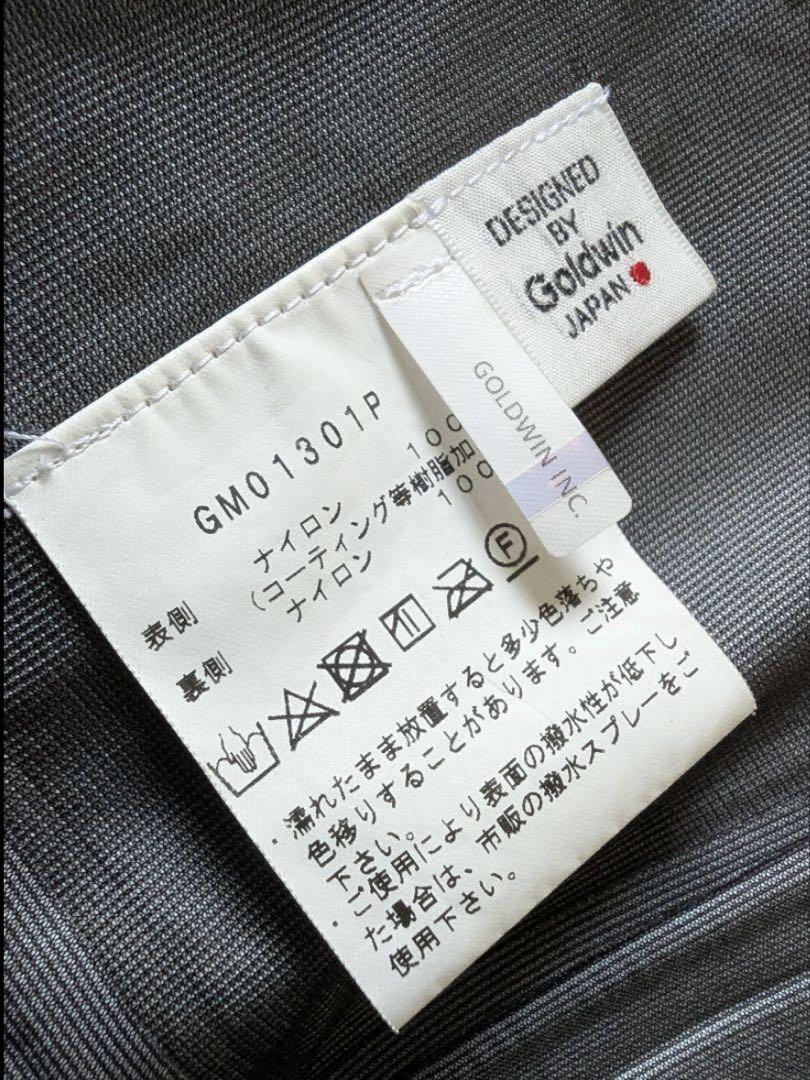 DESIGNED
BY
Goldwin
JAPAN
GOLDWIN INC.
GM01301P
表側 ナイロン 100
(コーティング等樹脂加
裏側 ナイロン 100
F
・濡れたまま放置すると多少色落ちや
色移りすることがあります。ご注意
下さい。
・ご使用により表面の撥水性が低下し
た場合は、市販の撥水スプレーをご
使用下さい。